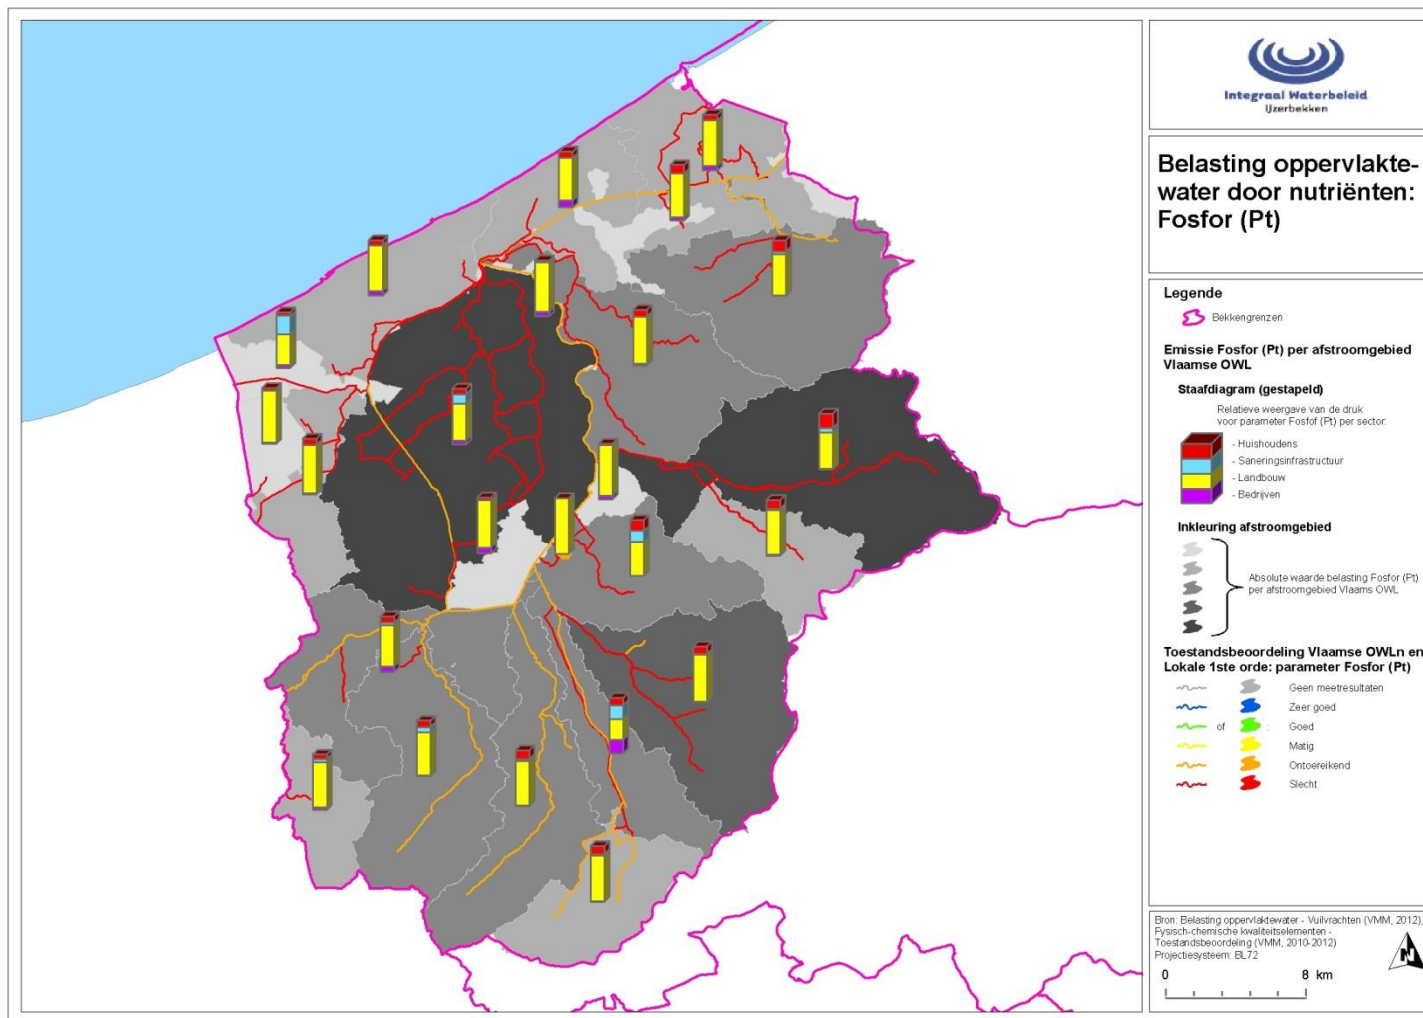 Integraal Waterbeleid
IJzerbekken
Belasting oppervlakte-
water door nutriënten:
Fosfor (Pt)
Legende
Bekkengrenzen
Emissie Fosfor (Pt) per afstroomgebied
Vlaamse OWL
Staafdiagram (gestapeld)
Relatieve weergave van de druk
voor parameter Fosfof (Pt) per sector:
- Huishoudens
- Saneringsinfrastructuur
- Landbouw
- Bedrijven
Inkleuring afstroomgebied
Absolute waarde belasting Fosfor (Pt)
per afstroomgebied Vlaams OWL
Toestandsbeoordeling Vlaamse OWLn en
Lokale 1ste orde: parameter Fosfor (Pt)
Geen meetresultaten
Zeer goed
of : Goed
Matig
Ontoereikend
Slecht
Bron: Belasting oppervlaktewater - Vuilvrachten (VMM, 2012),
Fysisch-chemische kwaliteitselementen -
Toestandsbeoordeling (VMM, 2010-2012)
Projectiesysteem: BL72
0 8 km
N